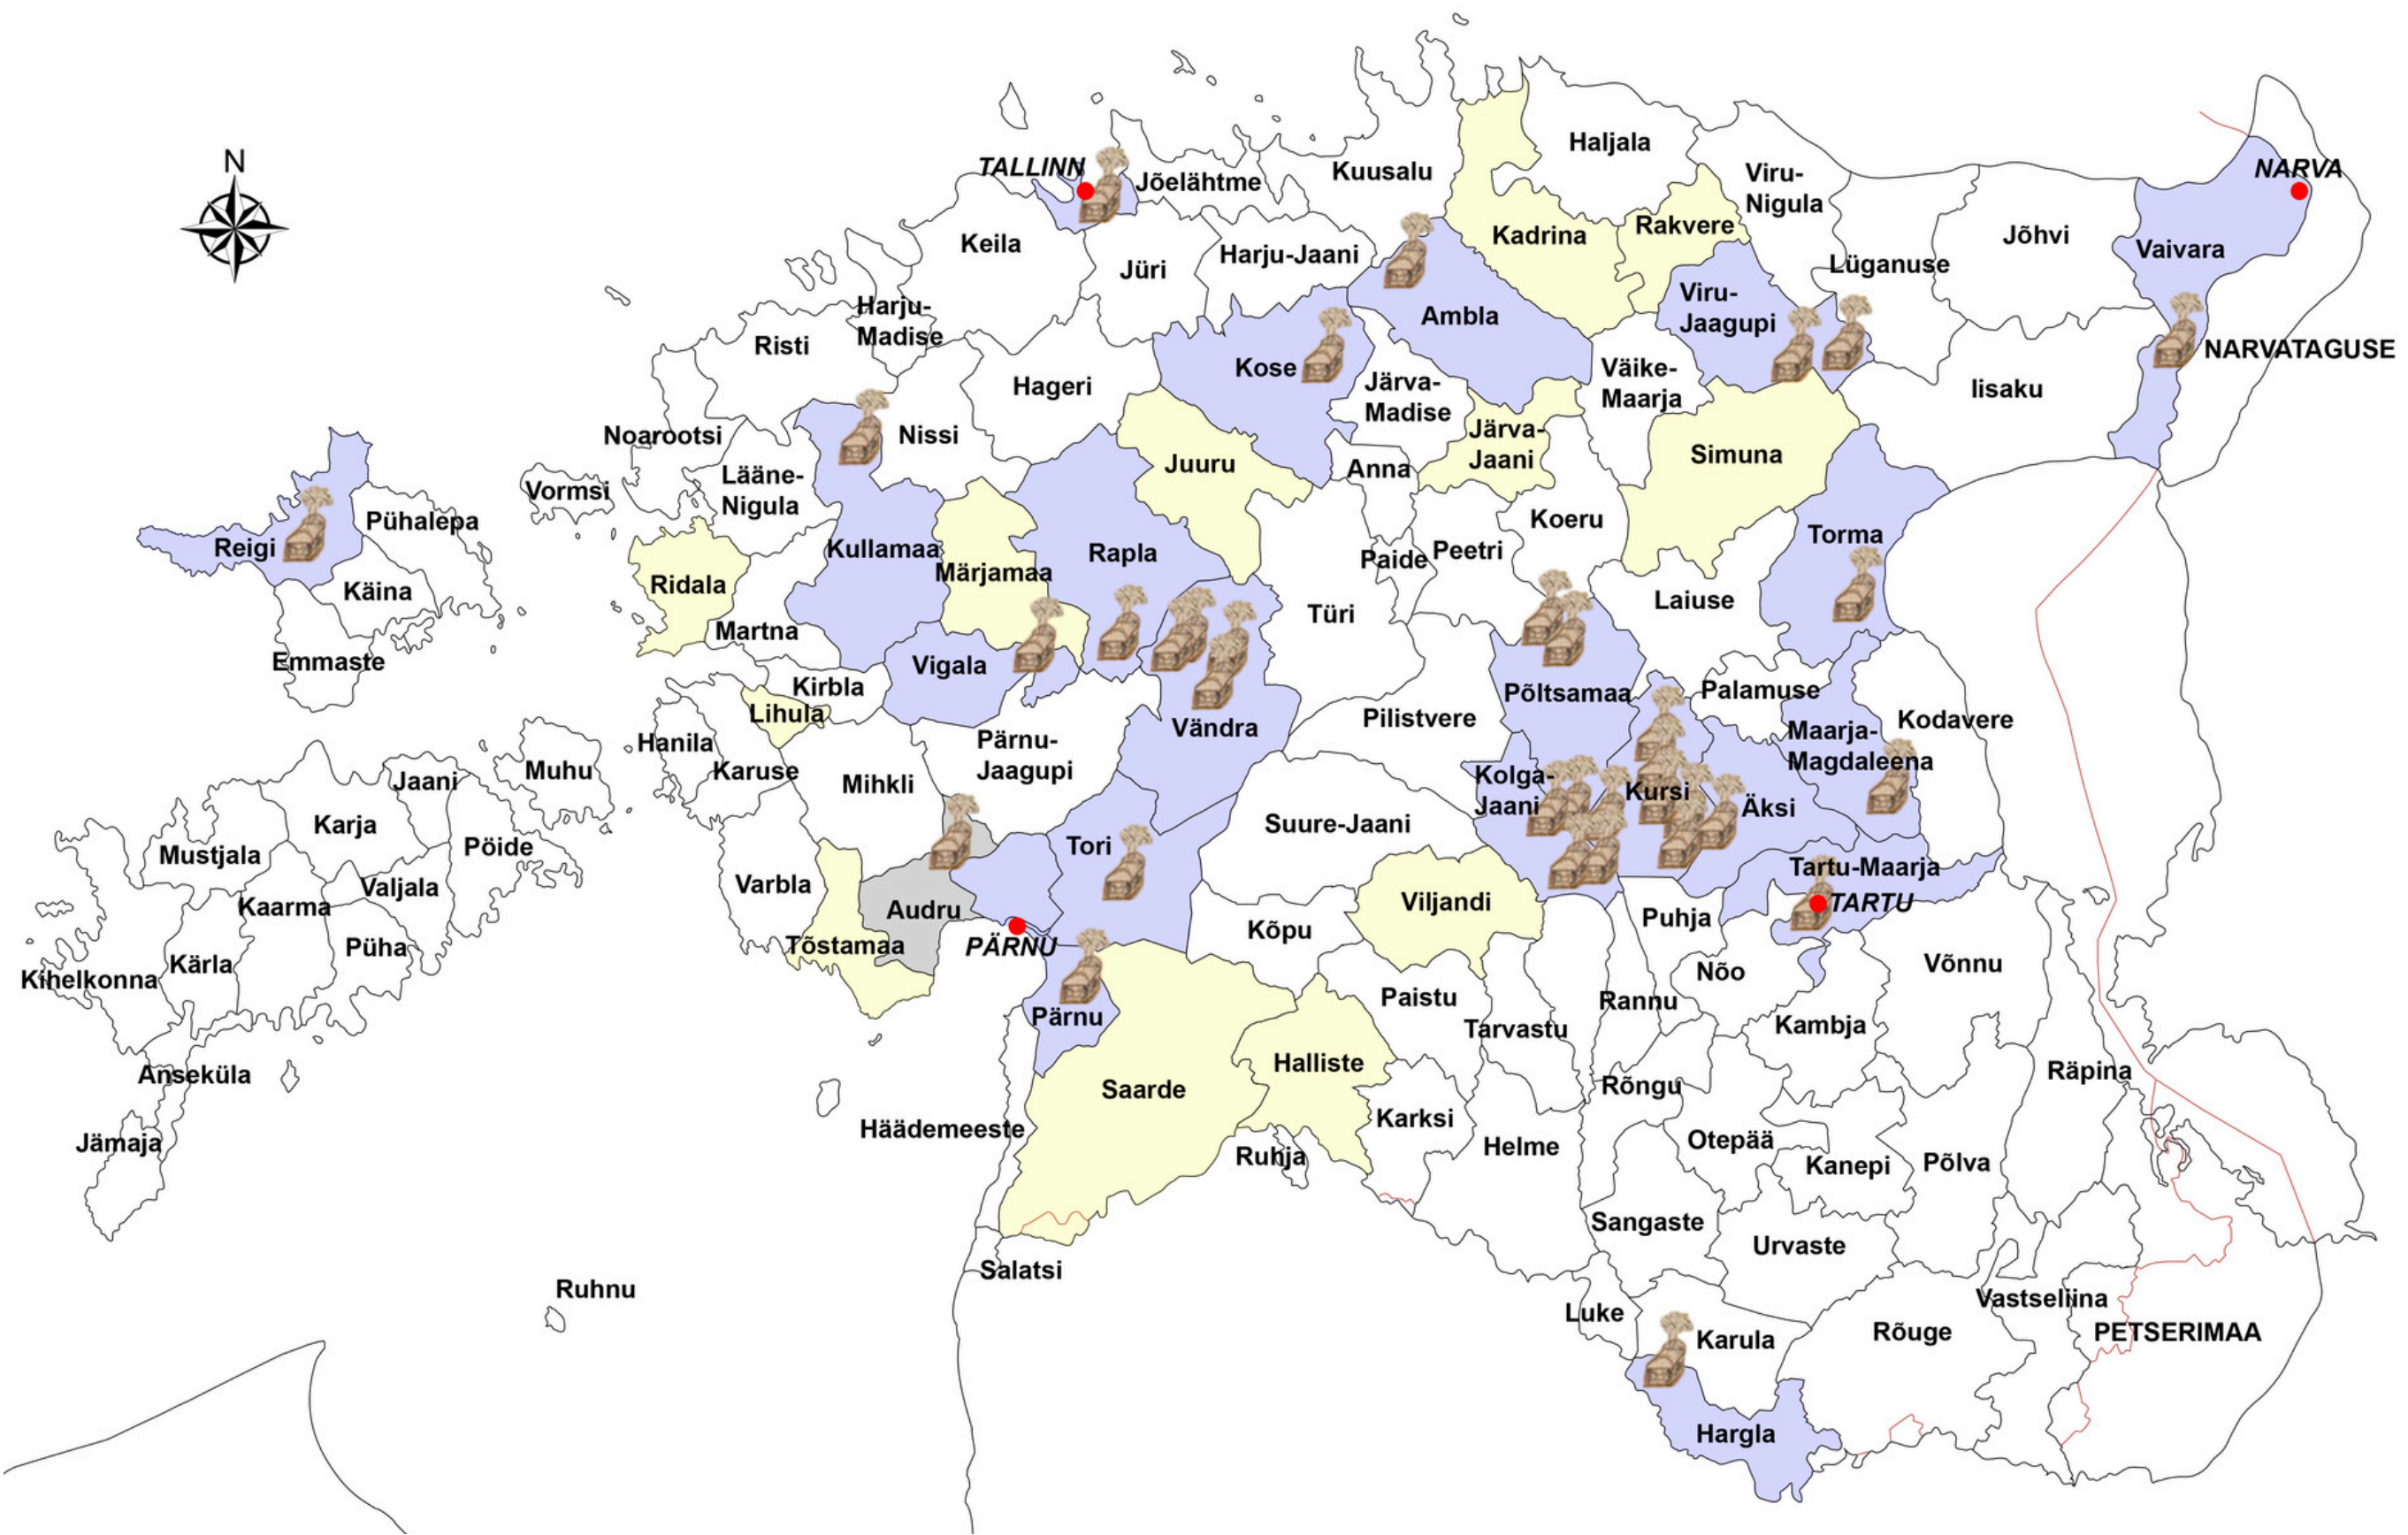 N
TALLINN
Jõelähtme
Kuusalu
Haljala
Viru-
Nigula
NARVA
Keila
Jüri
Harju-Jaani
Kadrina
Rakvere
Lüganuse
Jõhvi
Vaivara
Harju-
Madise
Risti
Ambla
Viru-
Jaagupi
NARVATAGUSE
Kose
Hageri
Järva-
Madise
Väike-
Maarja
Iisaku
Noarootsi
Nissi
Juuru
Anna
Järva-
Jaani
Simuna
Vormsi
Lääne-
Nigula
Pühalepa
Reigi
Koeru
Torma
Kullamaa
Rapla
Paide
Peetri
Märjamaa
Ridala
Käina
Laiuse
Türi
Martna
Emmaste
Vigala
Kirbla
Põltsamaa
Palamuse
Lihula
Vändra
Pilistvere
Maarja-
Magdaleena
Kodavere
Hanila
Karuse
Pärnu-
Jaagupi
Muhu
Jaani
Mihkli
Kolga-
Jaani
Kursi
Äksi
Karja
Suure-Jaani
Mustjala
Pöide
Tori
Tartu-Maarja
Varbla
Valjala
Kaarma
Audru
Viljandi
TARTU
Puhja
Kõpu
Tõstamaa
PÄRNU
Püha
Kärla
Kihelkonna
Nõo
Võnnu
Paistu
Rannu
Pärnu
Tarvastu
Kambja
Anseküla
Halliste
Saarde
Rõngu
Räpina
Häädemeeste
Karksi
Jämaja
Ruhja
Helme
Otepää
Kanepi
Põlva
Sangaste
Urvaste
Salatsi
Ruhnu
Luke
Karula
Vastseliina
Rõuge
PETSERIMAA
Hargla